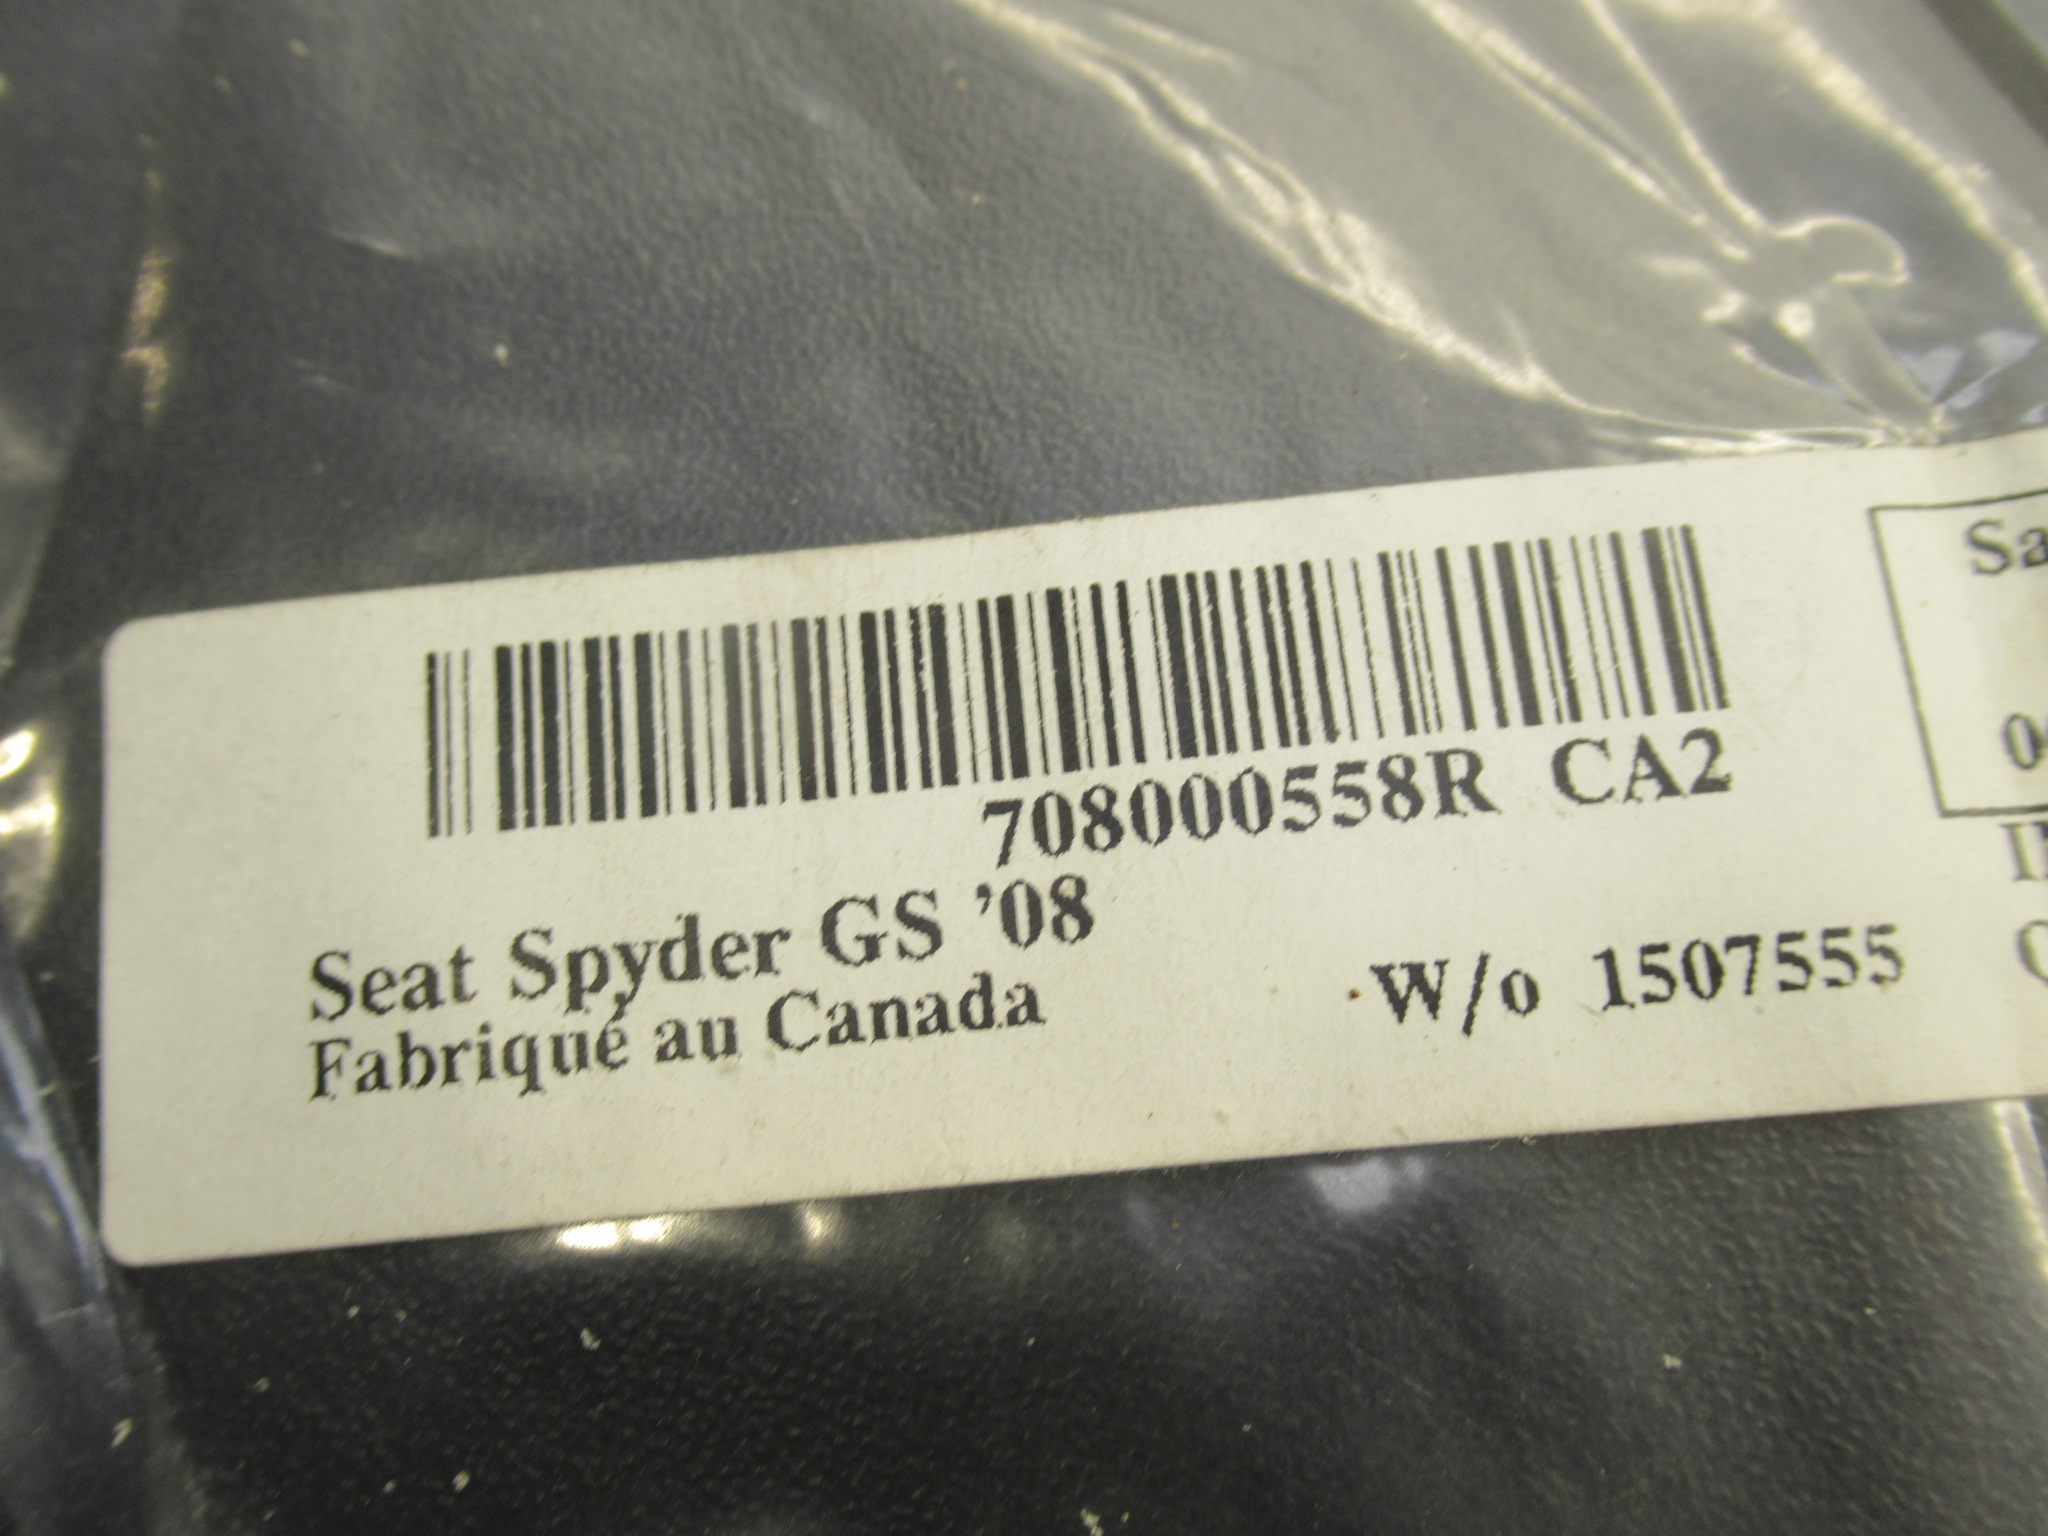 708000558R CA2
Seat Spyder GS '08
Fabriqué au Canada
W/o 1507555